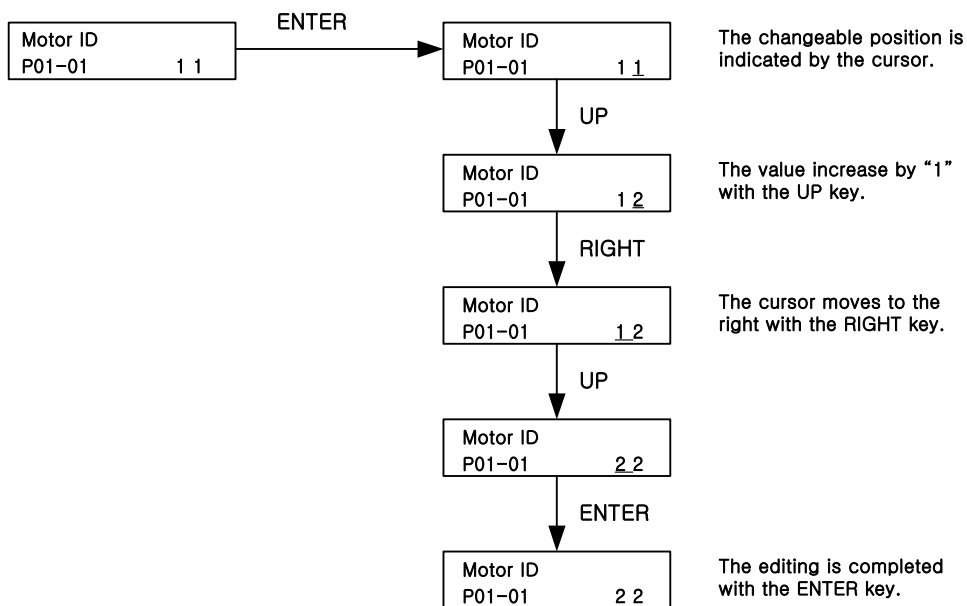 ENTER
Motor ID
P01-01 1 1
Motor ID
P01-01 1 1
The changeable position is
indicated by the cursor.
UP
Motor ID
P01-01 1 2
The value increase by “1”
with the UP key.
RIGHT
Motor ID
P01-01 1 2
The cursor moves to the
right with the RIGHT key.
UP
Motor ID
P01-01 2 2
ENTER
Motor ID
P01-01 2 2
The editing is completed
with the ENTER key.